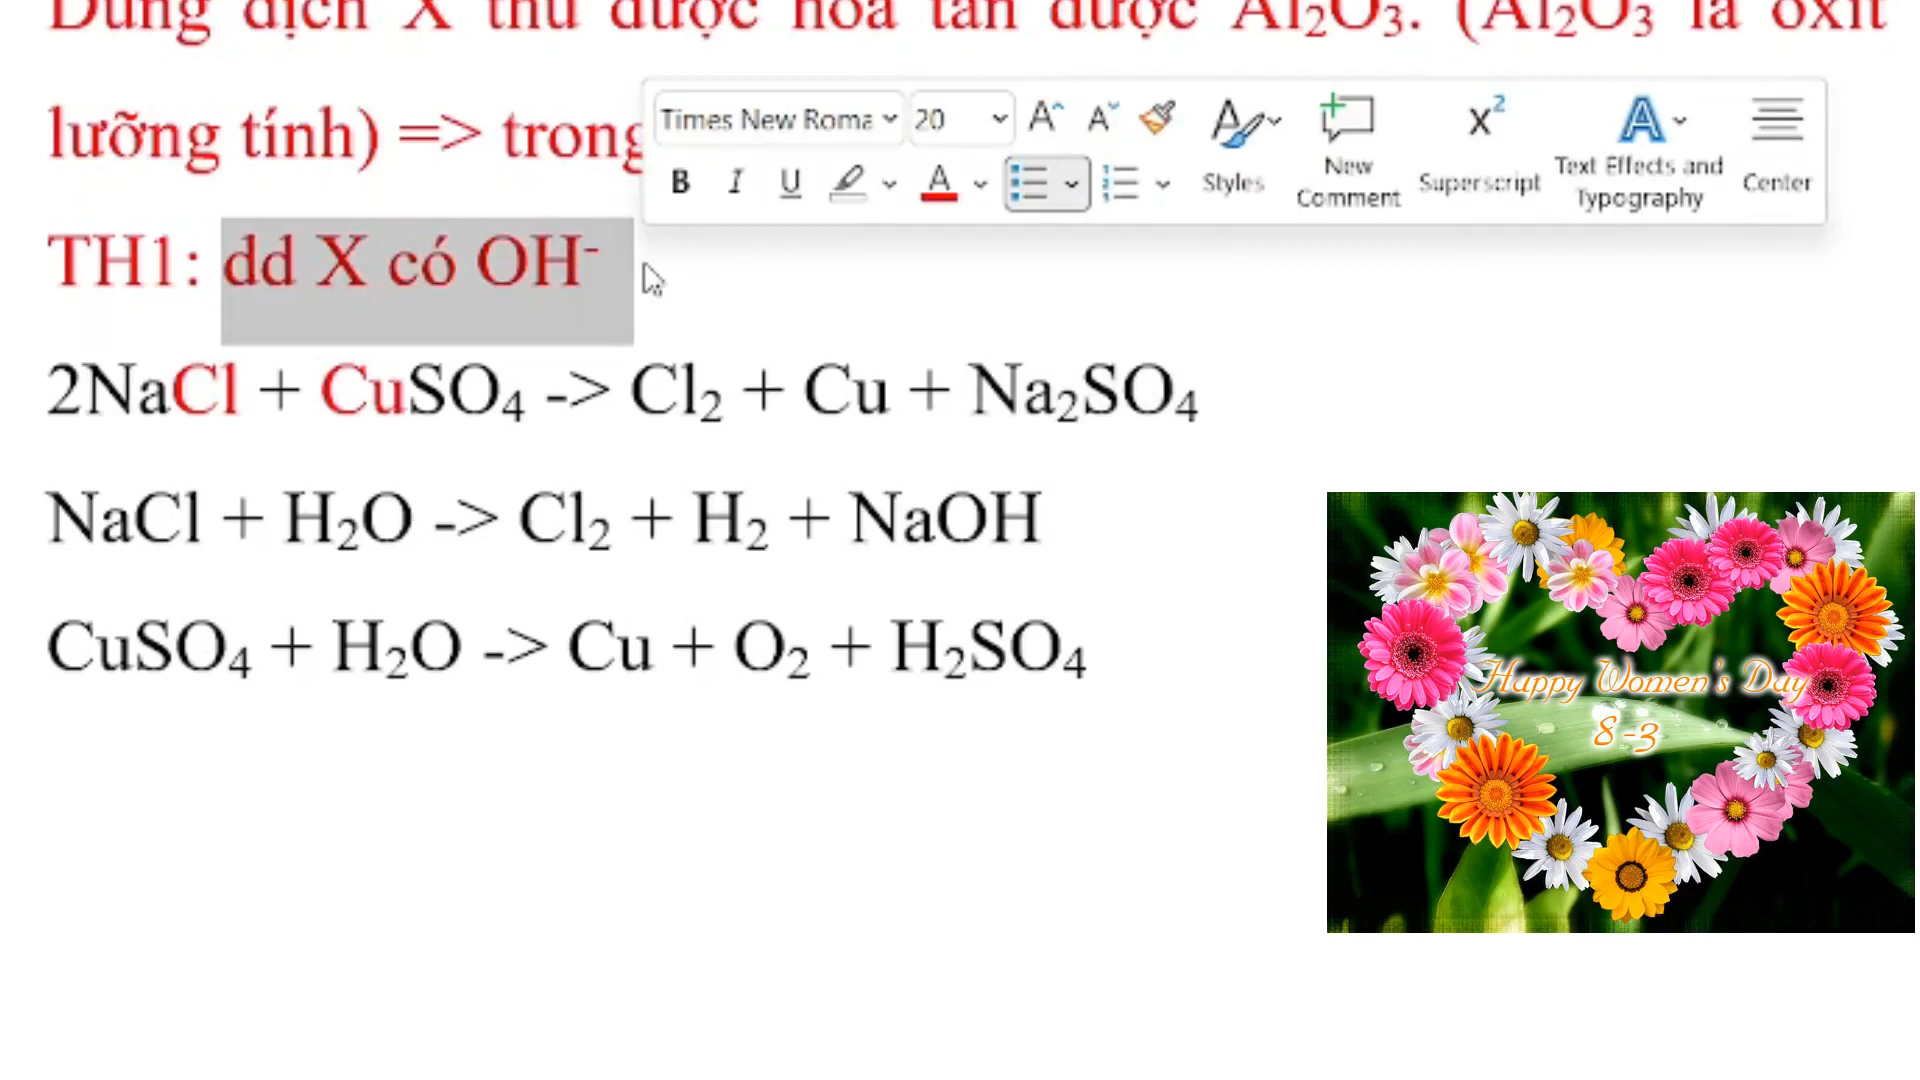 Dung dịch X thu được hòa tan được Al₂O₃. (Al₂O₃ là oxit
lưỡng tính) => trong
Times New Roma
20
B I U
Styles
New Comment
Superscript
Text Effects and Typography
Center
TH1: dd X có OH⁻
2NaCl + CuSO₄ -> Cl₂ + Cu + Na₂SO₄
NaCl + H₂O -> Cl₂ + H₂ + NaOH
CuSO₄ + H₂O -> Cu + O₂ + H₂SO₄
Happy Women's Day
8-3